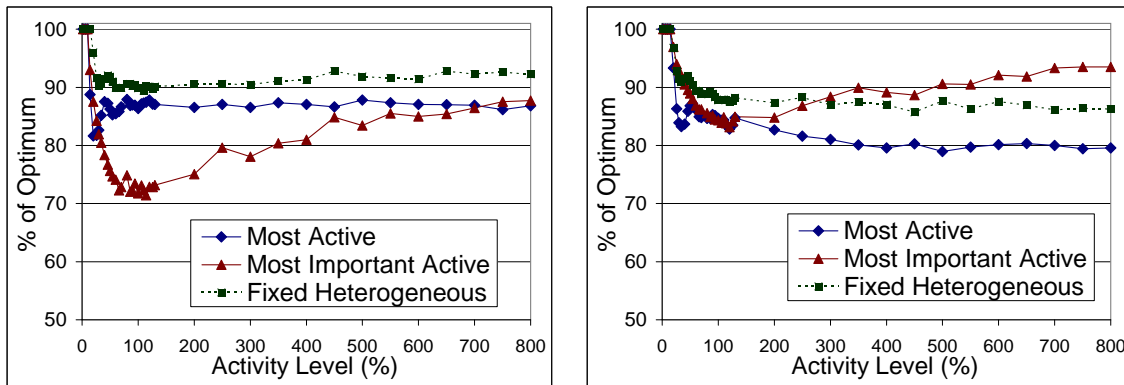 % of Optimum
100
90
80
70
60
50
Most Active
Most Important Active
Fixed Heterogeneous
0 100 200 300 400 500 600 700 800
Activity Level (%)
% of Optimum
100
90
80
70
60
50
Most Active
Most Important Active
Fixed Heterogeneous
0 100 200 300 400 500 600 700 800
Activity Level (%)